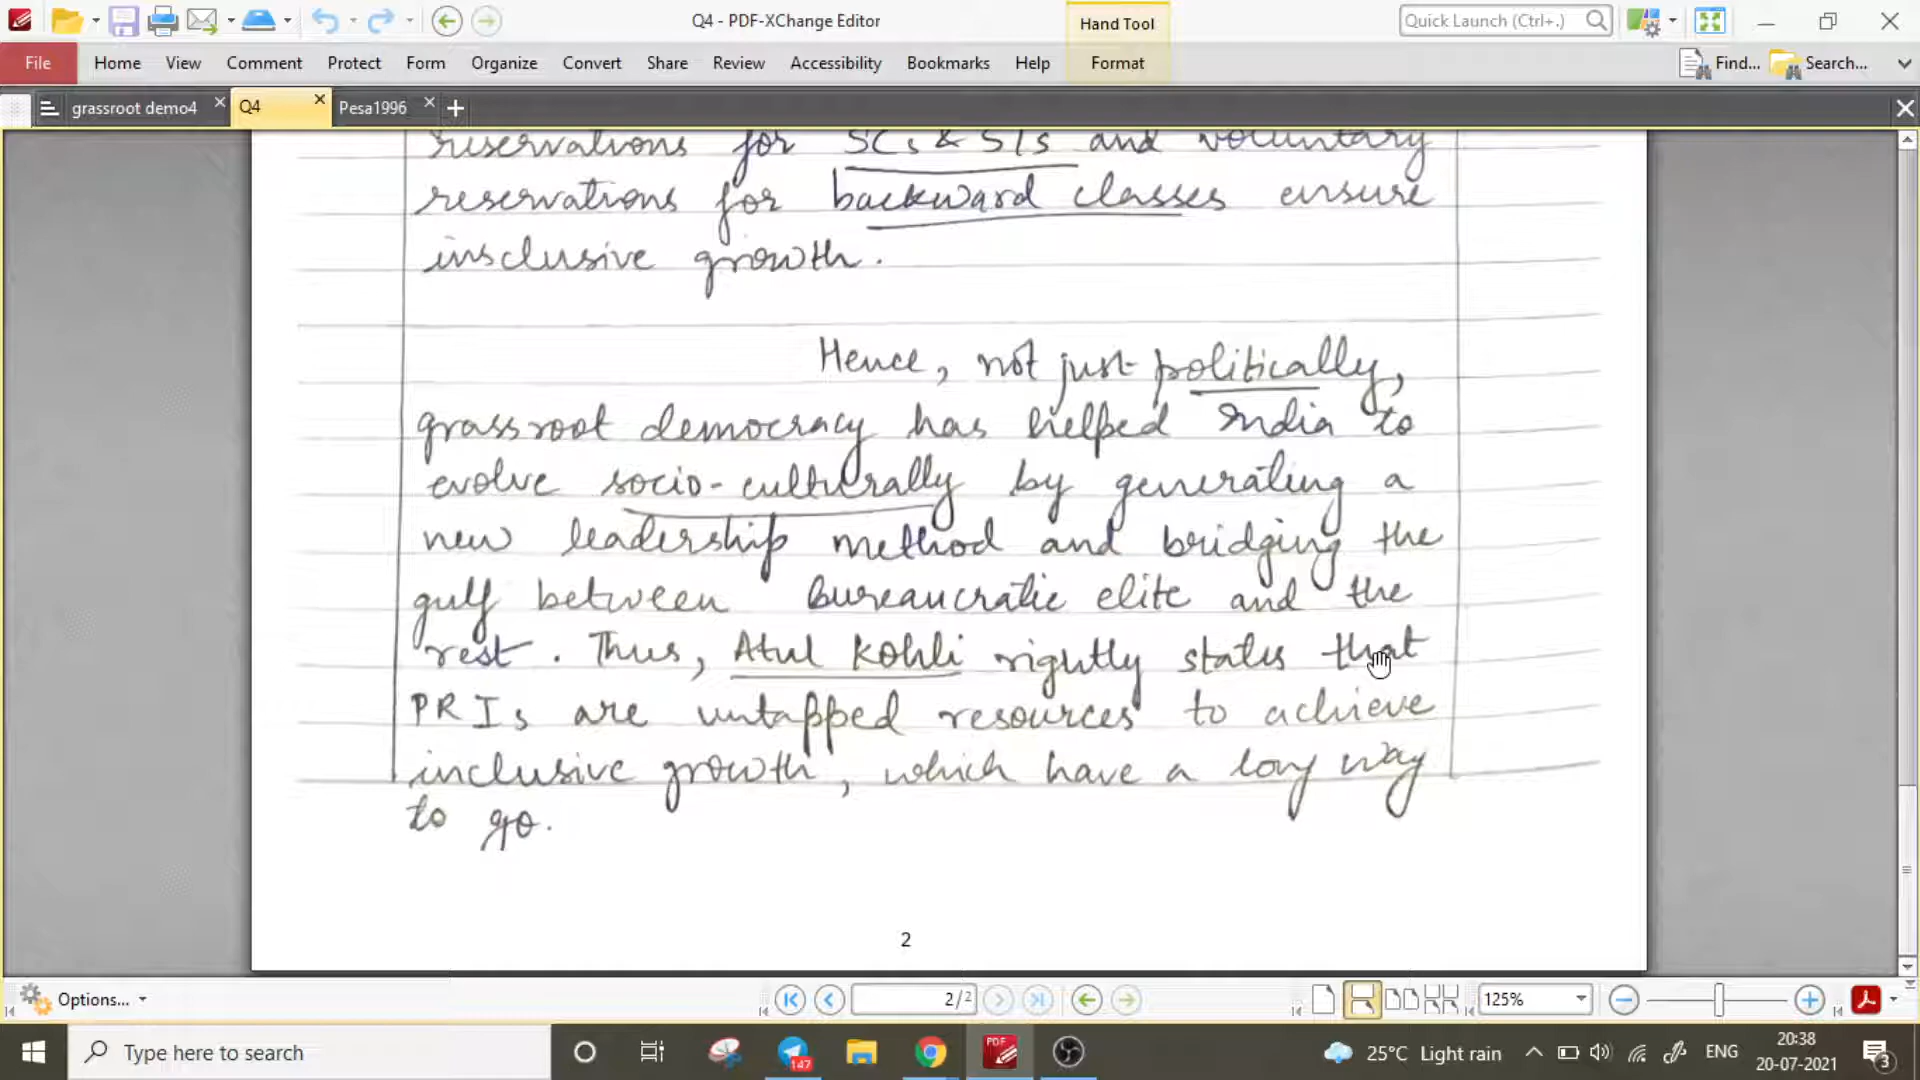 Q4 - PDF-XChange Editor
Hand Tool
Quick Launch (Ctrl+.)
File Home View Comment Protect Form Organize Convert Share Review Accessibility Bookmarks Help Format Find... Search...
grassroot demo4 Q4 Pesa1996
reservations for SCs & STs and voluntary
reservations for backward classes ensure
insclusive growth.
Hence, not just politically,
grassroot democracy has helped India to
evolve socio-culturally by generating a
new leadership method and bridging the
gulf between bureaucratic elite and the
rest. Thus, Atul Kohli rightly states that
PRIs are untapped resources to achieve
inclusive growth, which have a long way
to go.
2
Options... 2/2 125%
Type here to search
147
PDF
25°C Light rain
ENG
20:38
20-07-2021
3